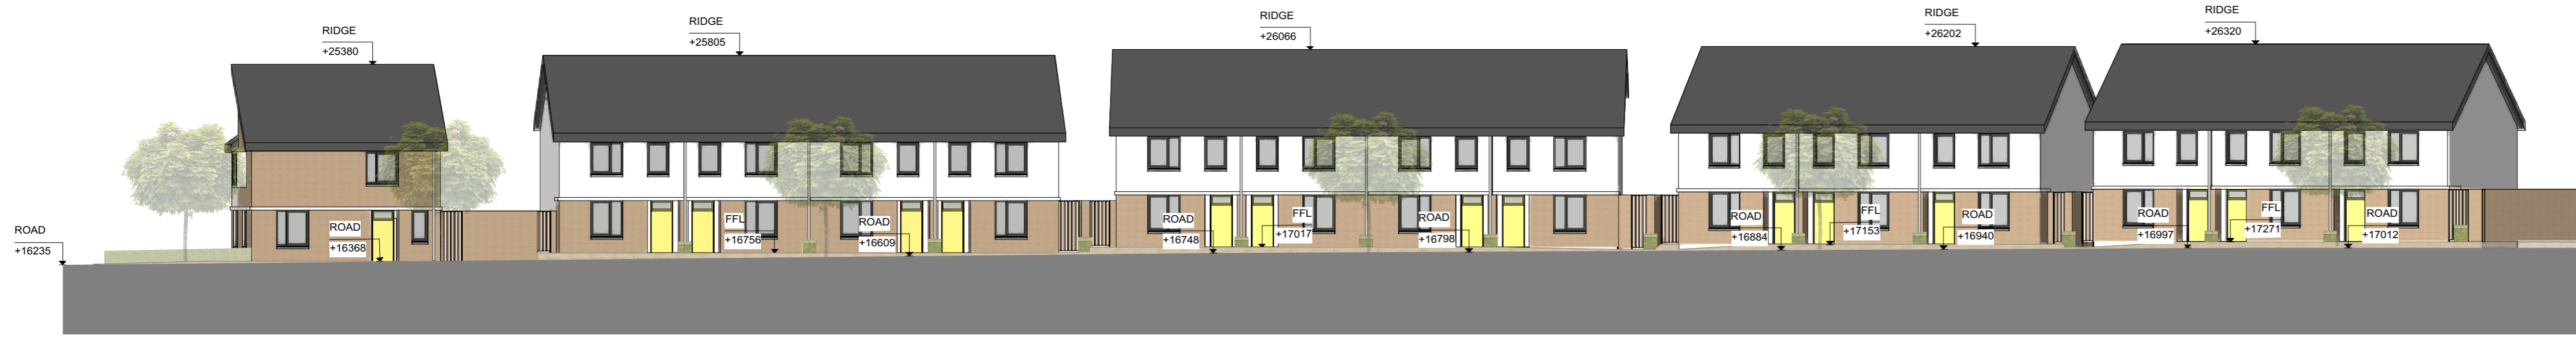 ROAD
+16235
RIDGE
+25380
ROAD
+16368
RIDGE
+25805
FFL
+16756
ROAD
+16609
RIDGE
+26066
ROAD
+16748
FFL
+17017
ROAD
+16798
RIDGE
+26202
ROAD
+16884
FFL
+17153
ROAD
+16940
RIDGE
+26320
ROAD
+16997
FFL
+17271
ROAD
+17012